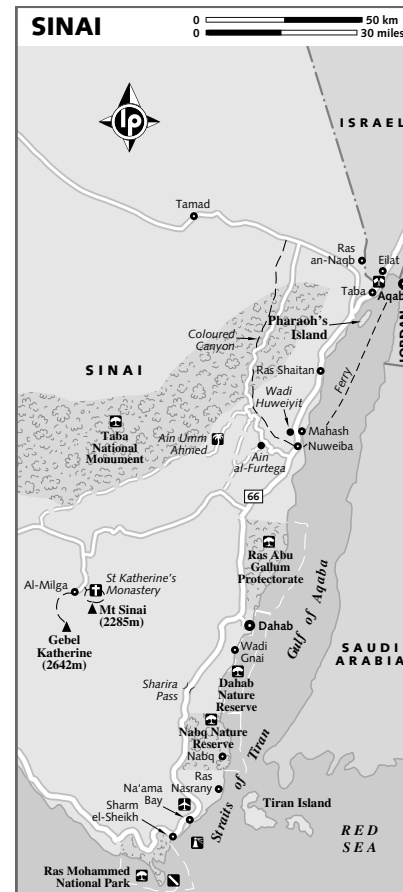 SINAI
0
50 km
0
30 miles
lp
ISRAEL
Tamad
Ras
an-Naqb
Eilat
Taba
Aqab
Pharaoh's
Island
JORDAN
Coloured
Canyon
SINAI
Ras Shaitan
Ferry
Wadi
Huweiyit
Taba
National
Monument
Ain Umm
Ahmed
Mahash
Nuweiba
Ain
al-Furtega
66
Ras Abu
Gallum
Protectorate
Al-Milga
St Katherine's
Monastery
Mt Sinai
(2285m)
Gebel
Katherine
(2642m)
Gulf of Aqaba
Dahab
SAUDI
ARABIA
Wadi
Gnai
Sharira
Pass
Dahab
Nature
Reserve
Nabq Nature
Reserve
Nabq
Straits of Tiran
Ras
Nasrany
Na'ama
Bay
Sharm
el-Sheikh
Tiran Island
RED
SEA
Ras Mohammed
National Park